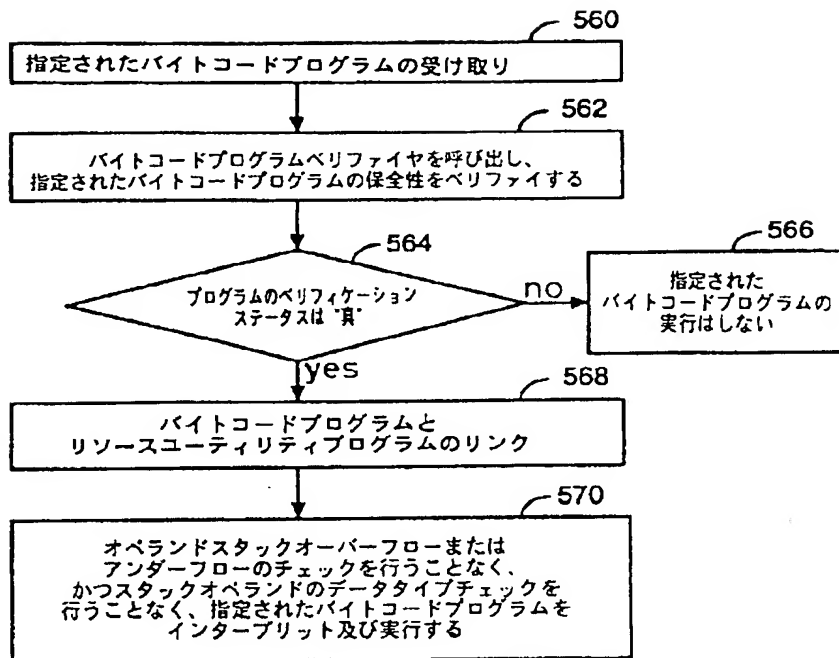 560
指定されたバイトコードプログラムの受け取り
562
バイトコードプログラムベリファイヤを呼び出し、
指定されたバイトコードプログラムの保全性をベリファイする
564
プログラムのベリフィケーション
ステータスは"真"
no
566
指定された
バイトコードプログラムの
実行はしない
yes
568
バイトコードプログラムと
リソースユーティリティプログラムのリンク
570
オペランドスタックオーバーフローまたは
アンダーフローのチェックを行うことなく、
かつスタックオペランドのデータタイプチェックを
行うことなく、指定されたバイトコードプログラムを
インタープリット及び実行する